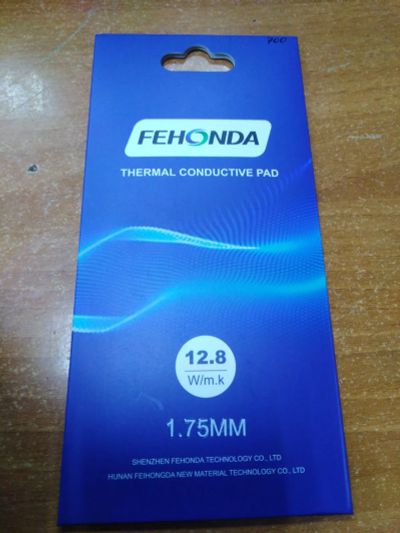 700
FEHONDA
THERMAL CONDUCTIVE PAD
12.8
W/m.k
1.75MM
SHENZHEN FEHONDA TECHNOLOGY CO., LTD
HUNAN FEIHONGDA NEW MATERIAL TECHNOLOGY CO., LTD